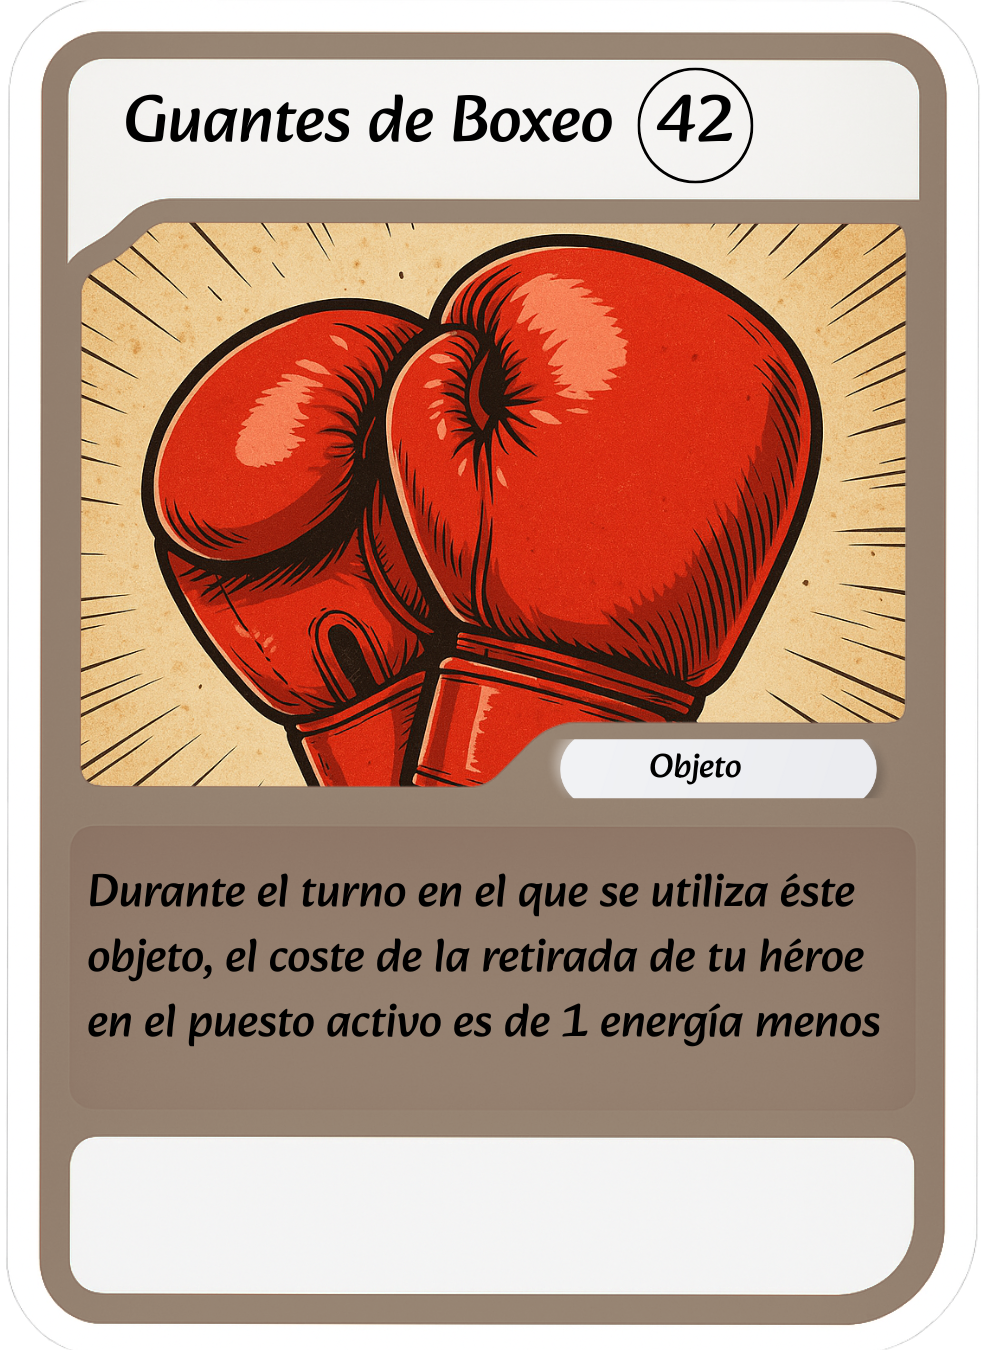 Guantes de Boxeo 42
Objeto
Durante el turno en el que se utiliza éste
objeto, el coste de la retirada de tu héroe
en el puesto activo es de 1 energía menos